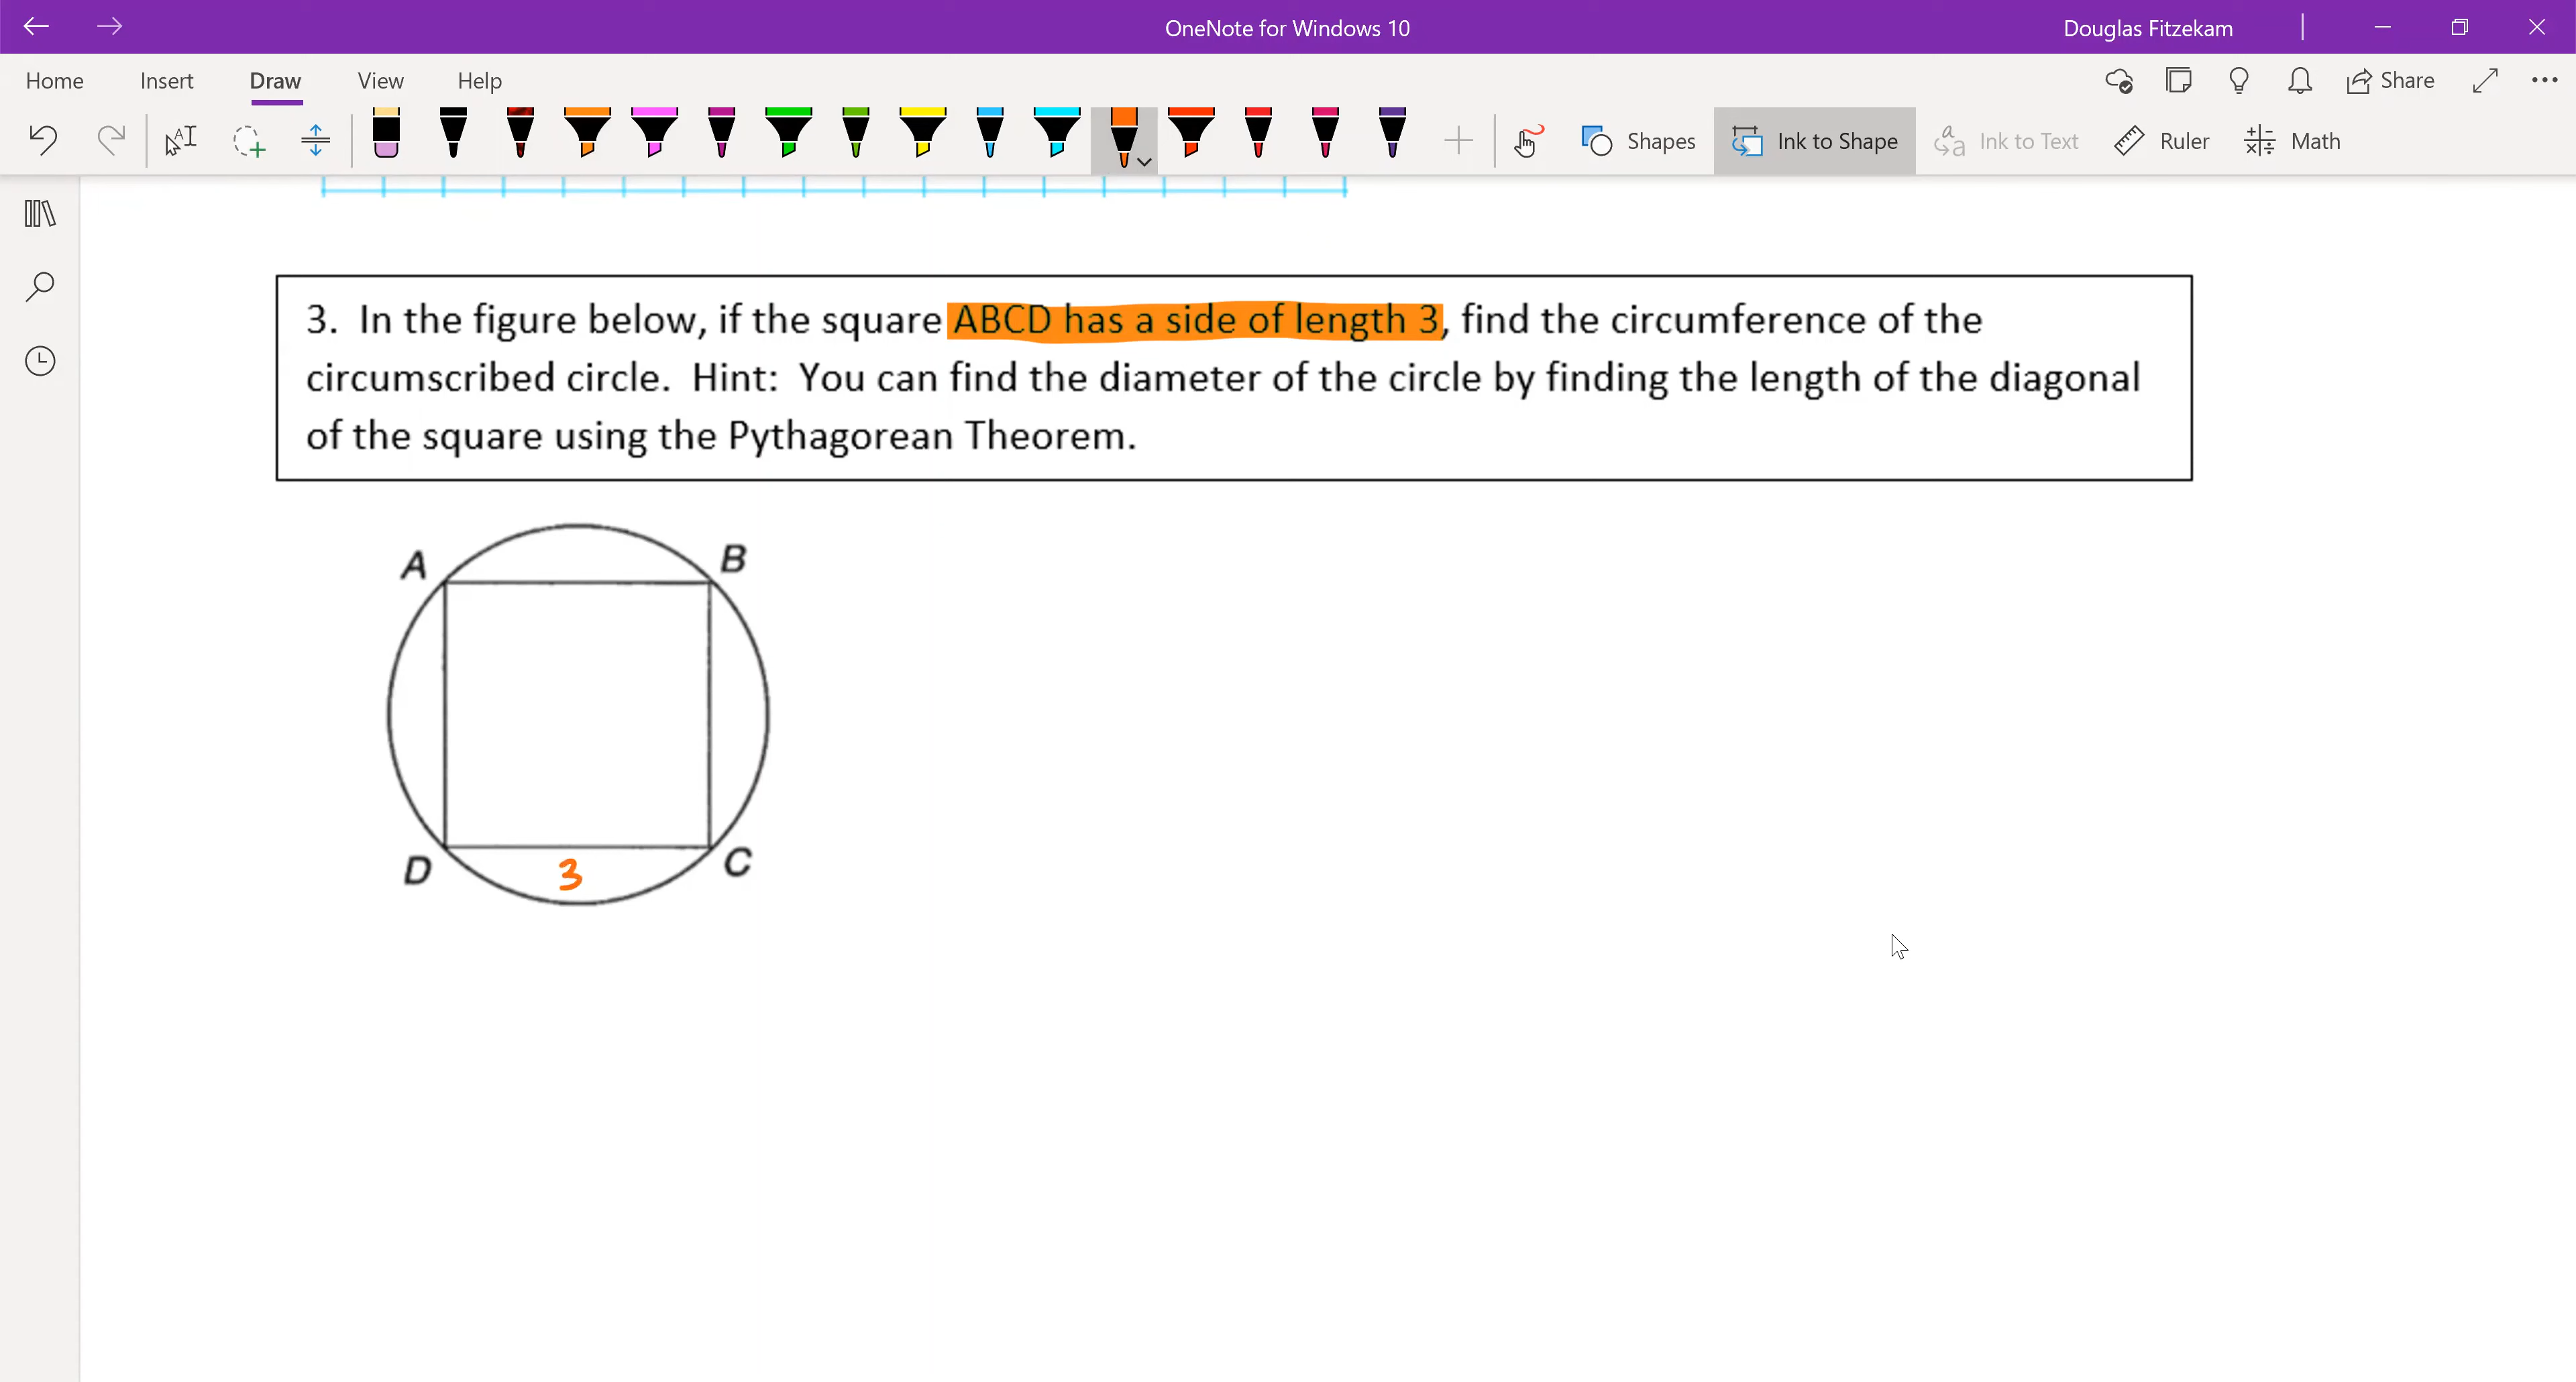 OneNote for Windows 10
Douglas Fitzekam
Home Insert Draw View Help
Share
Shapes Ink to Shape Ink to Text Ruler Math
3. In the figure below, if the square ABCD has a side of length 3, find the circumference of the
circumscribed circle. Hint: You can find the diameter of the circle by finding the length of the diagonal
of the square using the Pythagorean Theorem.
A B
D 3 C